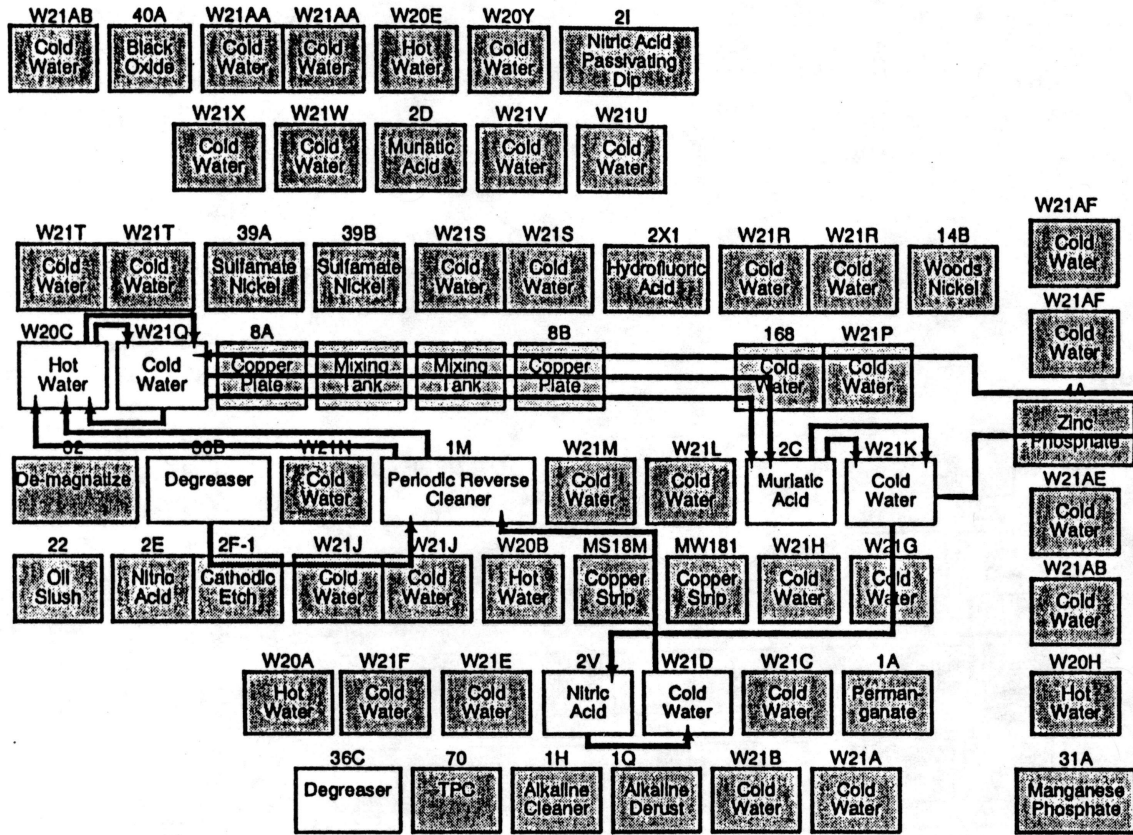 W21AB 40A W21AA W21AA W20E W20Y 2I
Cold Black Cold Cold Hot Cold Nitric Acid
Water Oxide Water Water Water Water Passivating
Dip
W21X W21W 2D W21V W21U
Cold Cold Muriatic Cold Cold
Water Water Acid Water Water
W21AF
Cold
Water
W21T W21T 39A 39B W21S W21S 2X1 W21R W21R 14B
Cold Cold Sulfamate Sulfamate Cold Cold Hydrofluoric Cold Cold Woods
Water Water Nickel Nickel Water Water Acid Water Water Nickel
W21AF
Cold
Water
W20C W21Q 8A 8B 168 W21P
Hot Cold Copper Mixing Mixing Copper Cold Cold
Water Water Plate Tank Tank Plate Water Water
4A
Zinc
Phosphate
32 36B W21N 1M W21M W21L 2C W21K
De-magnatize Degreaser Cold Periodic Reverse Cold Cold Muriatic Cold
Water Cleaner Water Water Acid Water
W21AE
Cold
Water
22 2E 2F-1 W21J W21J W20B MS18M MW181 W21H W21G
Oil Nitric Cathodic Cold Cold Hot Copper Copper Cold Cold
Slush Acid Etch Water Water Water Strip Strip Water Water
W21AB
Cold
Water
W20A W21F W21E 2V W21D W21C 1A W20H
Hot Cold Cold Nitric Cold Cold Perman- Hot
Water Water Water Acid Water Water ganate Water
36C 70 1H 1Q W21B W21A 31A
Degreaser TPC Alkaline Alkaline Cold Cold Manganese
Cleaner Derust Water Water Phosphate